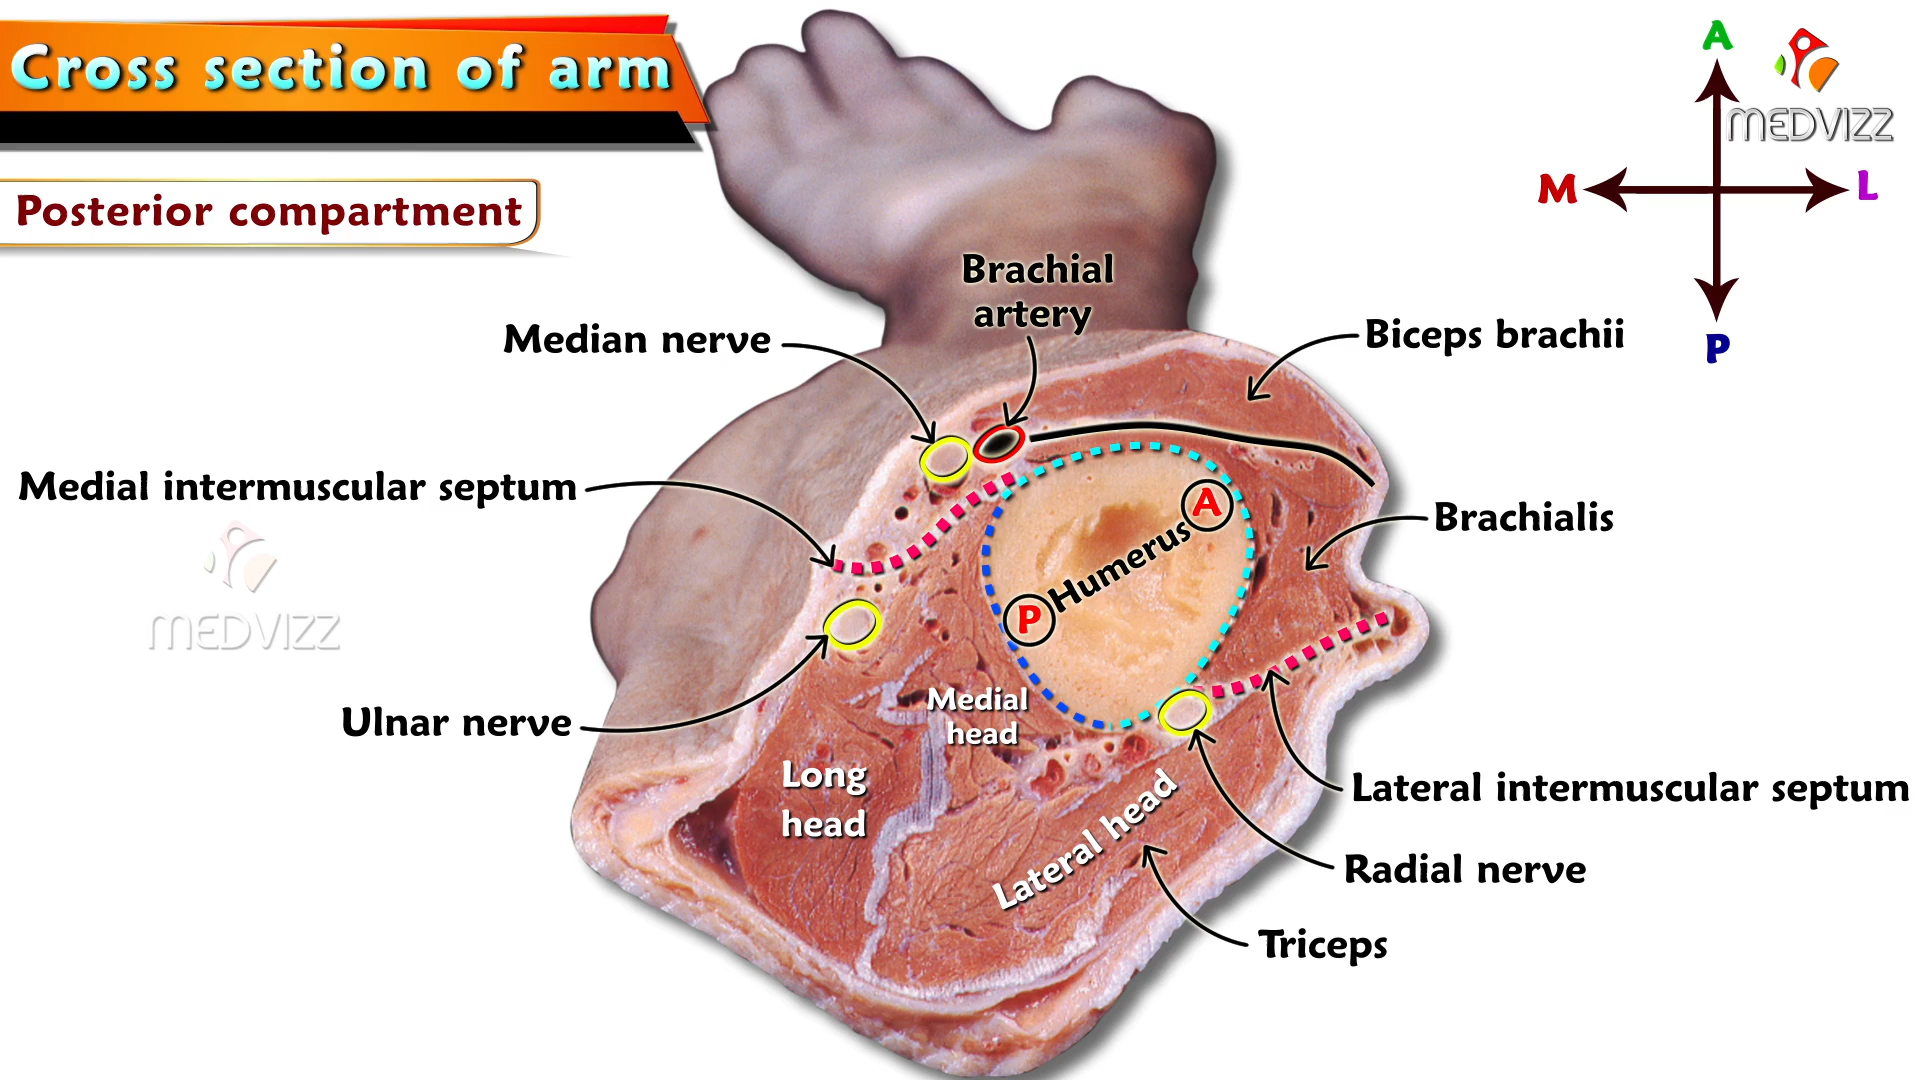 Cross section of arm
Posterior compartment
A
MEDVIZZ
M
L
P
Brachial
artery
Median nerve
Biceps brachii
Medial intermuscular septum
Brachialis
A
Humerus
P
MEDVIZZ
Ulnar nerve
Medial
head
Long
head
Lateral head
Lateral intermuscular septum
Radial nerve
Triceps